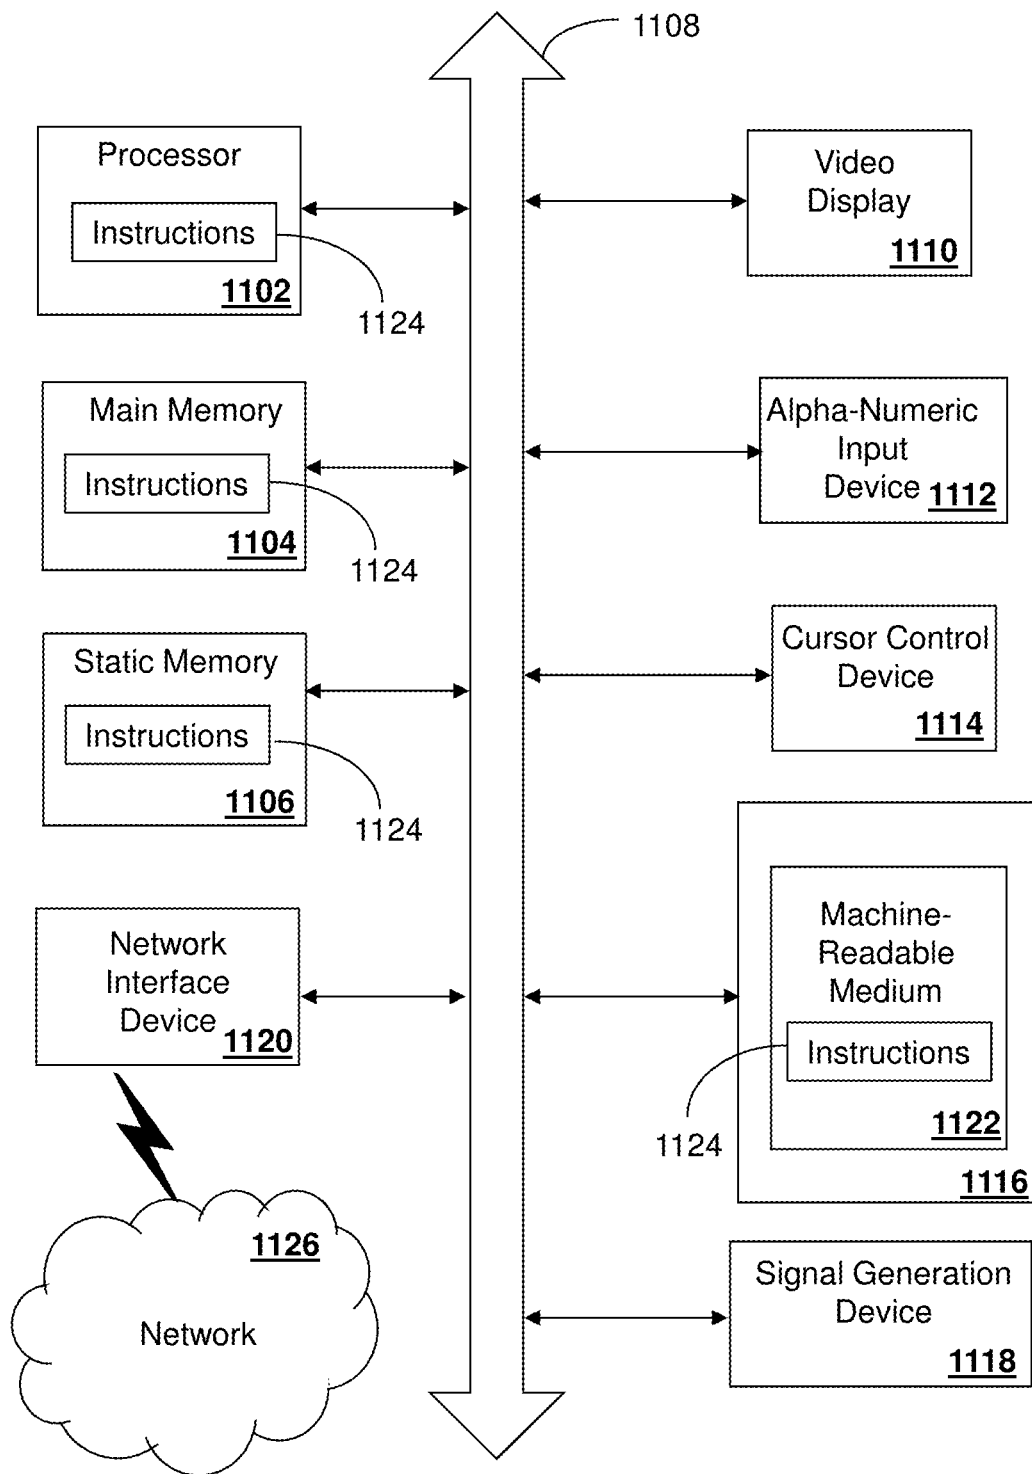 1108
Processor
Instructions
1102
1124
Main Memory
Instructions
1104
1124
Static Memory
Instructions
1106
1124
Network
Interface
Device
1120
1126
Network
Video
Display
1110
Alpha-Numeric
Input
Device 1112
Cursor Control
Device
1114
Machine-
Readable
Medium
Instructions
1122
1124
1116
Signal Generation
Device
1118